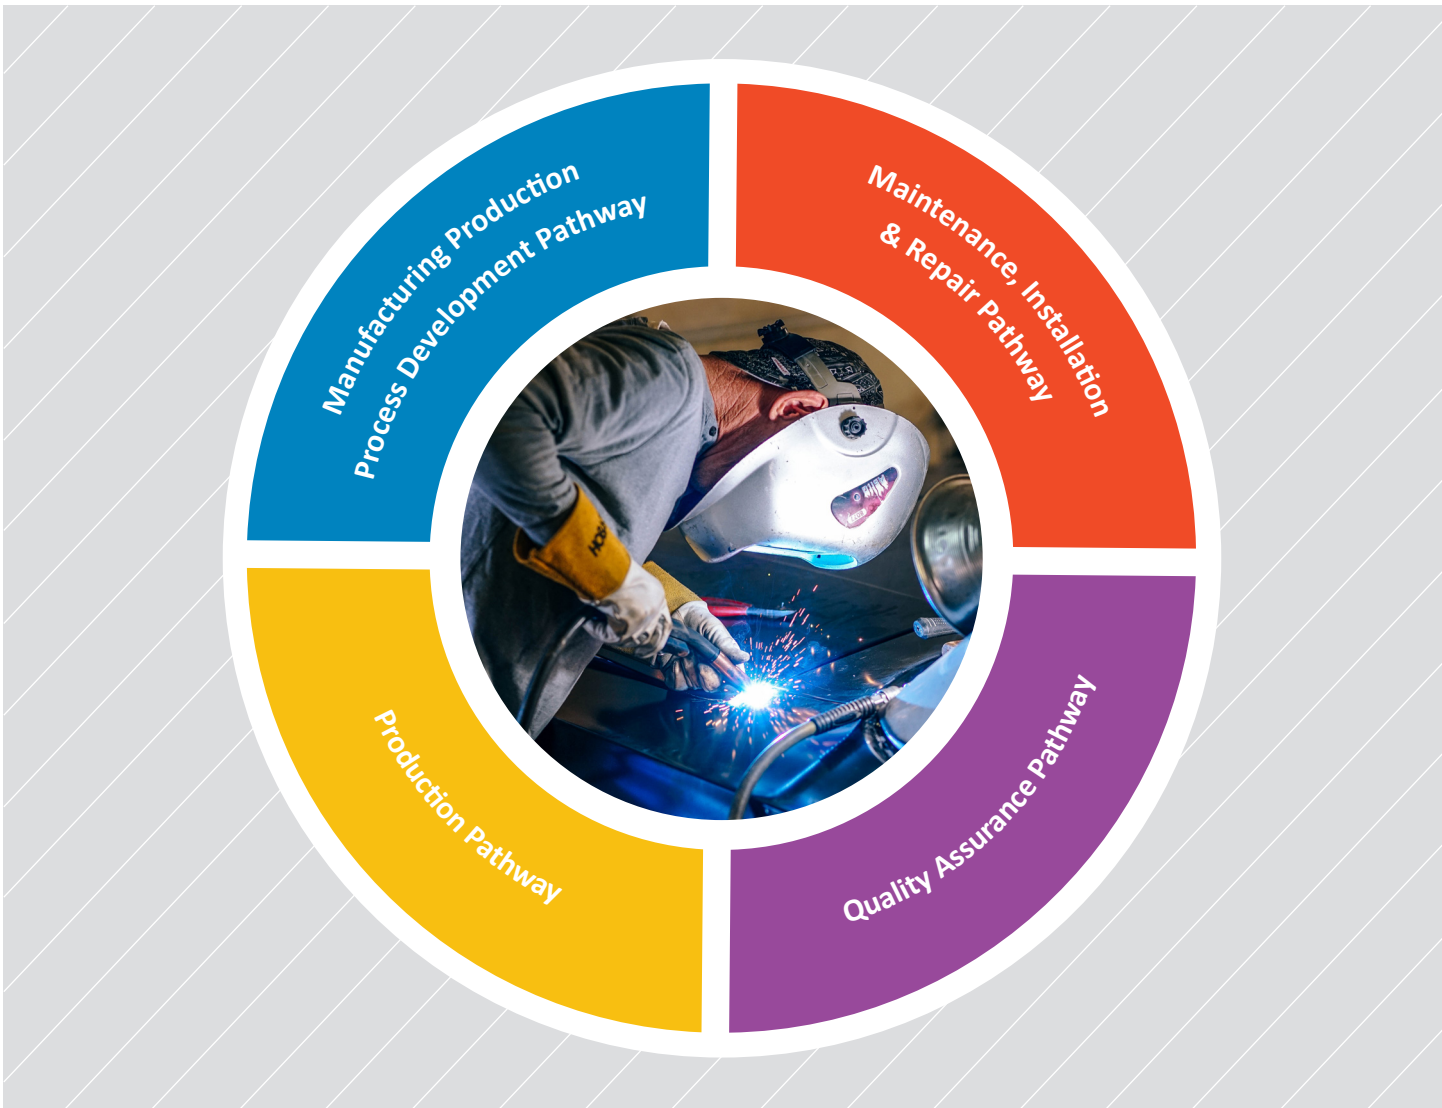 Manufacturing Production
Process Development Pathway
Maintenance, Installation
& Repair Pathway
Production Pathway
Quality Assurance Pathway